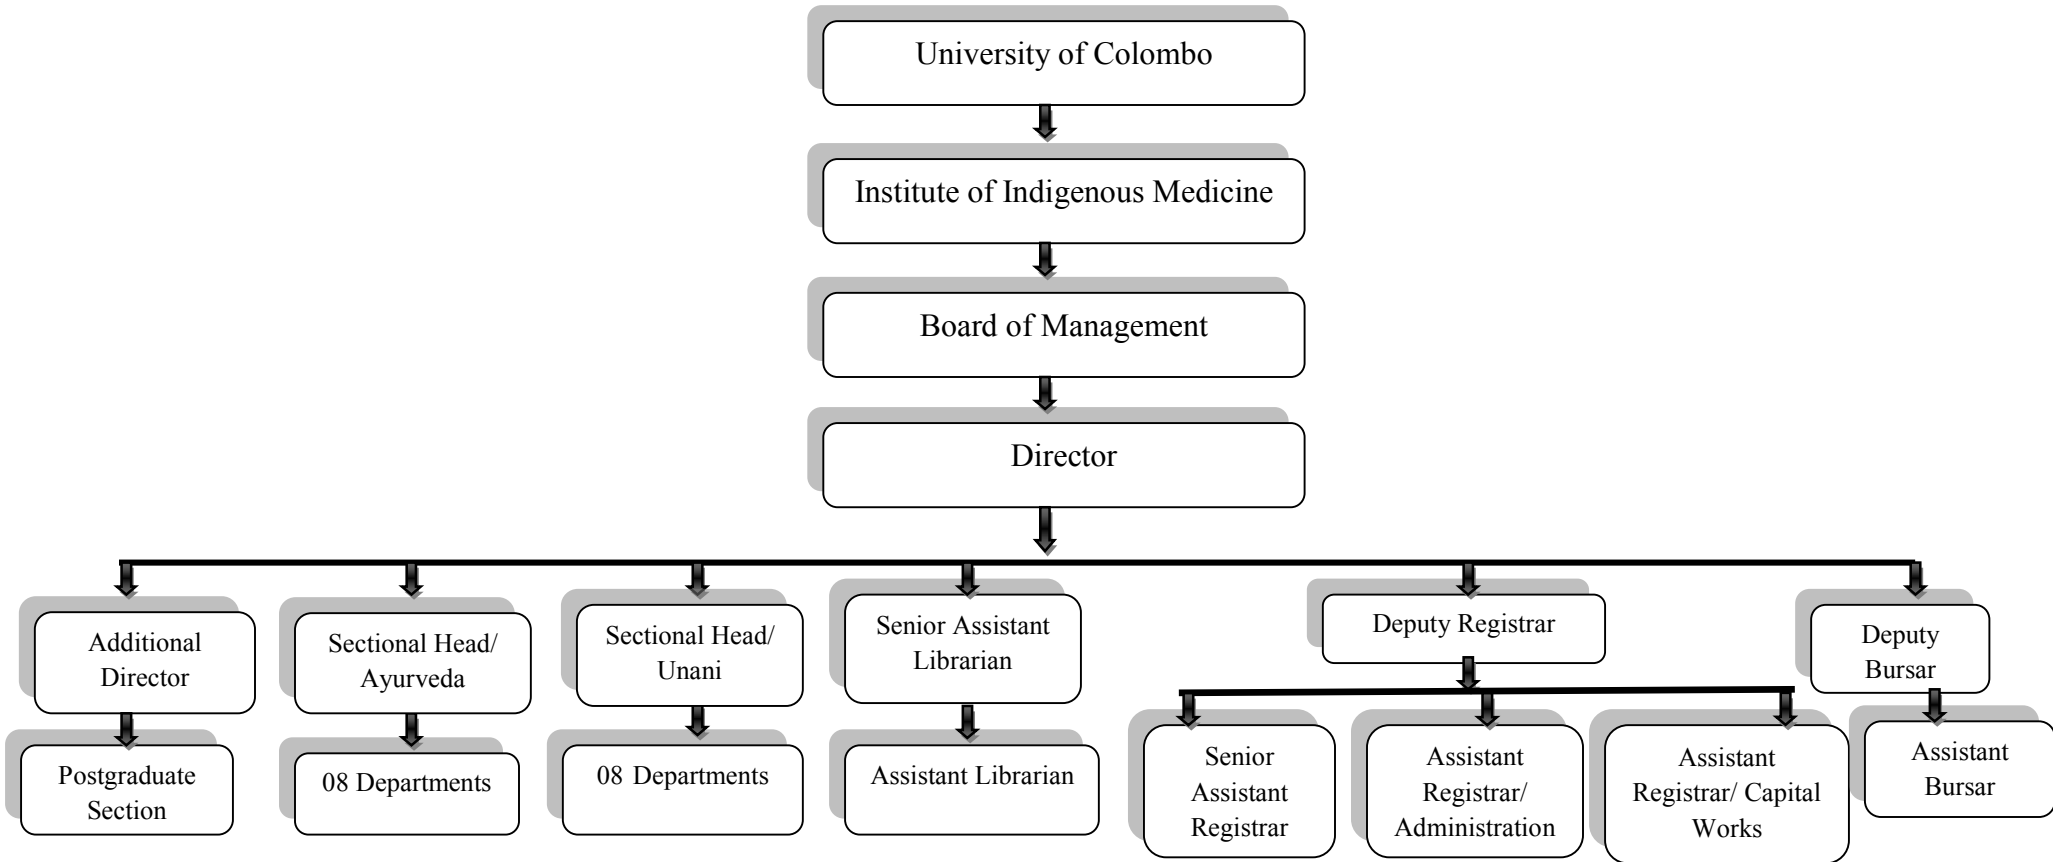 University of Colombo
Institute of Indigenous Medicine
Board of Management
Director
Additional
Director
Sectional Head/
Ayurveda
Sectional Head/
Unani
Senior Assistant
Librarian
Deputy Registrar
Deputy
Bursar
Postgraduate
Section
08 Departments
08 Departments
Assistant Librarian
Senior
Assistant
Registrar
Assistant
Registrar/
Administration
Assistant
Registrar/ Capital
Works
Assistant
Bursar